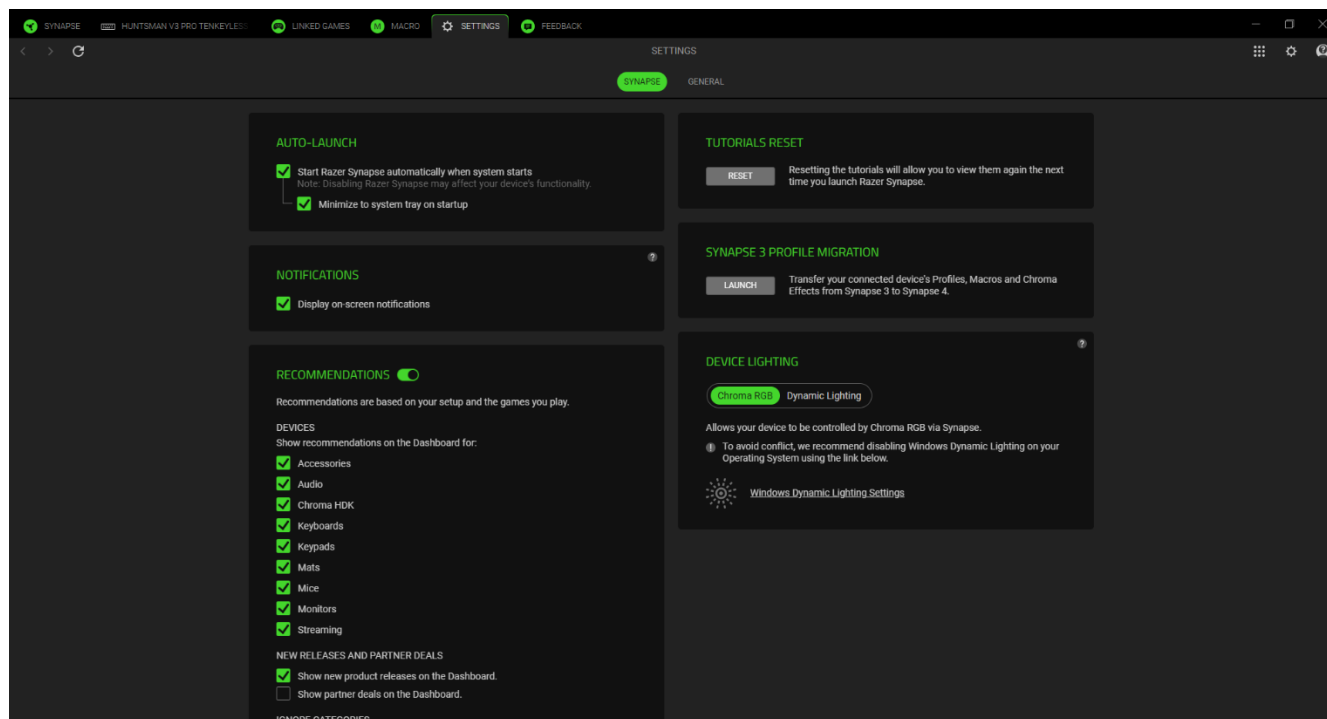 SYNAPSE HUNTSMAN V3 PRO TENKEYLESS LINKED GAMES MACRO SETTINGS FEEDBACK
SETTINGS
SYNAPSE GENERAL
AUTO-LAUNCH
Start Razer Synapse automatically when system starts
Note: Disabling Razer Synapse may affect your device's functionality.
Minimize to system tray on startup
NOTIFICATIONS
Display on-screen notifications
RECOMMENDATIONS
Recommendations are based on your setup and the games you play.
DEVICES
Show recommendations on the Dashboard for:
Accessories
Audio
Chroma HDK
Keyboards
Keypads
Mats
Mice
Monitors
Streaming
NEW RELEASES AND PARTNER DEALS
Show new product releases on the Dashboard.
Show partner deals on the Dashboard.
IGNORE CATEGORIES
TUTORIALS RESET
RESET
Resetting the tutorials will allow you to view them again the next
time you launch Razer Synapse.
SYNAPSE 3 PROFILE MIGRATION
LAUNCH
Transfer your connected device's Profiles, Macros and Chroma
Effects from Synapse 3 to Synapse 4.
DEVICE LIGHTING
Chroma RGB Dynamic Lighting
Allows your device to be controlled by Chroma RGB via Synapse.
To avoid conflict, we recommend disabling Windows Dynamic Lighting on your
Operating System using the link below.
Windows Dynamic Lighting Settings